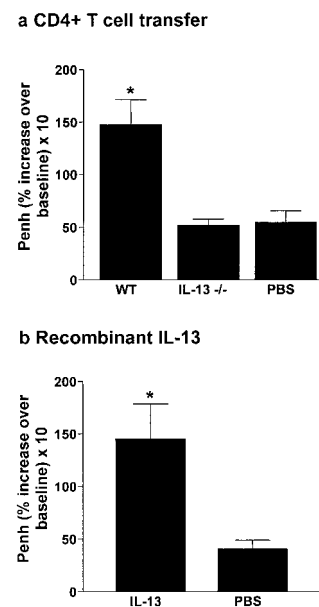 a CD4+ T cell transfer
Penh (% increase over
baseline) x 10
200
150
100
50
0
*
WT IL-13 -/- PBS
b Recombinant IL-13
Penh (% increase over
baseline) x 10
200
150
100
50
0
*
IL-13 PBS